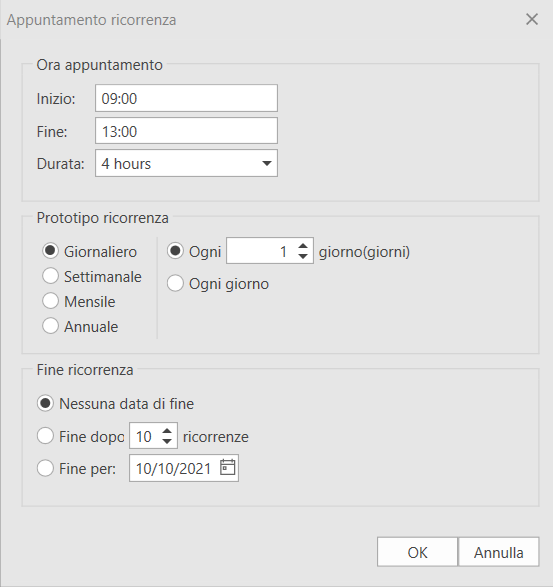 Appuntamento ricorrenza
Ora appuntamento
Inizio: 09:00
Fine: 13:00
Durata: 4 hours
Prototipo ricorrenza
Giornaliero
Settimanale
Mensile
Annuale
Ogni 1 giorno(giorni)
Ogni giorno
Fine ricorrenza
Nessuna data di fine
Fine dopo 10 ricorrenze
Fine per: 10/10/2021
OK Annulla